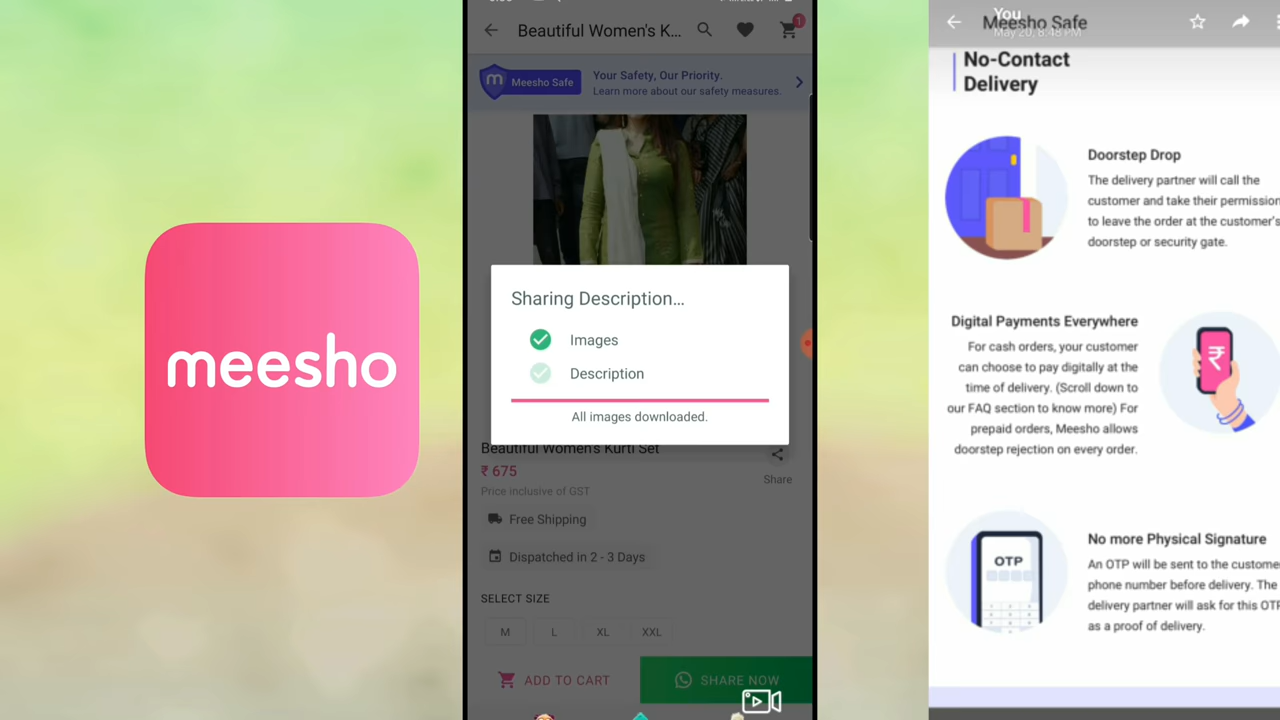 meesho
Beautiful Women's K...
1
Meesho Safe
Your Safety, Our Priority.
Learn more about our safety measures.
Sharing Description...
Images
Description
All images downloaded.
Beautiful Women's Kurti Set
₹ 675
Price inclusive of GST
Share
Free Shipping
Dispatched in 2 - 3 Days
SELECT SIZE
M
L
XL
XXL
ADD TO CART
SHARE NOW
You
May 20, 8:48 PM
Meesho Safe
No-Contact
Delivery
Doorstep Drop
The delivery partner will call the
customer and take their permission
to leave the order at the customer's
doorstep or security gate.
Digital Payments Everywhere
For cash orders, your customer
can choose to pay digitally at the
time of delivery. (Scroll down to
our FAQ section to know more) For
prepaid orders, Meesho allows
doorstep rejection on every order.
₹
OTP
No more Physical Signature
An OTP will be sent to the custome
phone number before delivery. The
delivery partner will ask for this OT
as a proof of delivery.